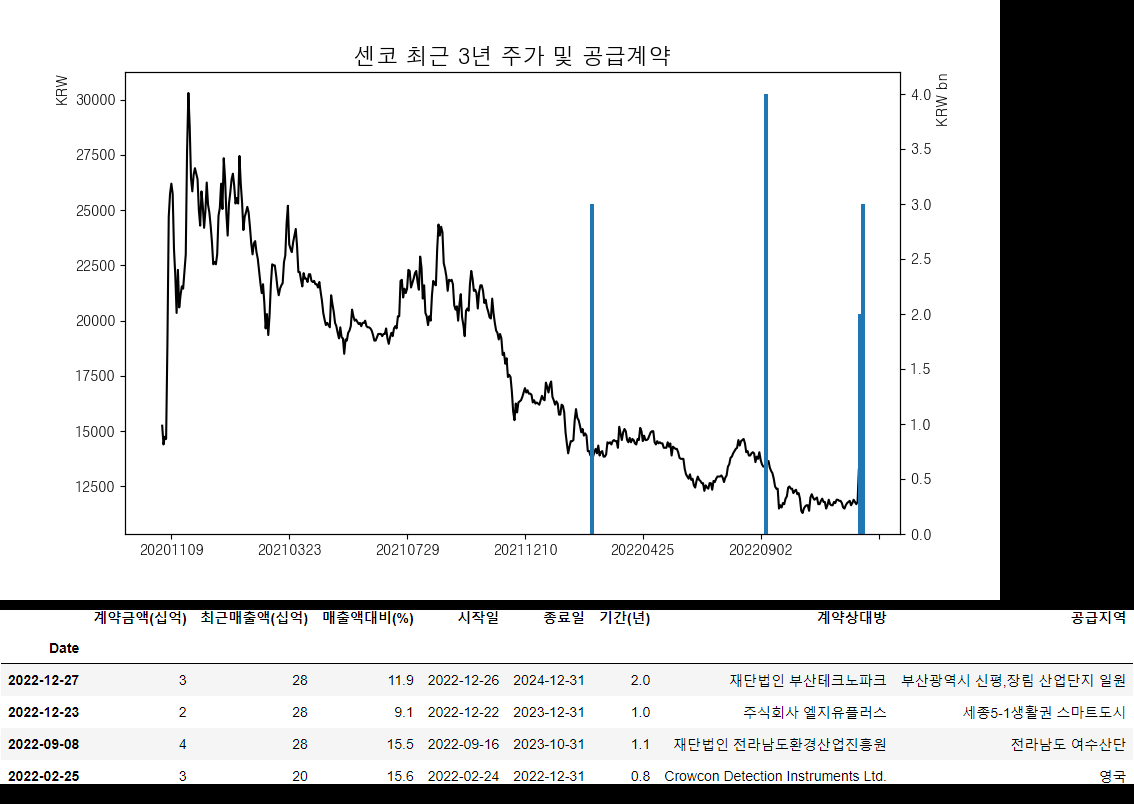 센코 최근 3년 주가 및 공급계약
KRW
KRW bn
30000
27500
25000
22500
20000
17500
15000
12500
4.0
3.5
3.0
2.5
2.0
1.5
1.0
0.5
0.0
20201109 20210323 20210729 20211210 20220425 20220902
계약금액(십억) 최근매출액(십억) 매출액대비(%) 시작일 종료일 기간(년) 계약상대방 공급지역
Date
2022-12-27 3 28 11.9 2022-12-26 2024-12-31 2.0 재단법인 부산테크노파크 부산광역시 신평,장림 산업단지 일원
2022-12-23 2 28 9.1 2022-12-22 2023-12-31 1.0 주식회사 엘지유플러스 세종5-1생활권 스마트도시
2022-09-08 4 28 15.5 2022-09-16 2023-10-31 1.1 재단법인 전라남도환경산업진흥원 전라남도 여수산단
2022-02-25 3 20 15.6 2022-02-24 2022-12-31 0.8 Crowcon Detection Instruments Ltd. 영국